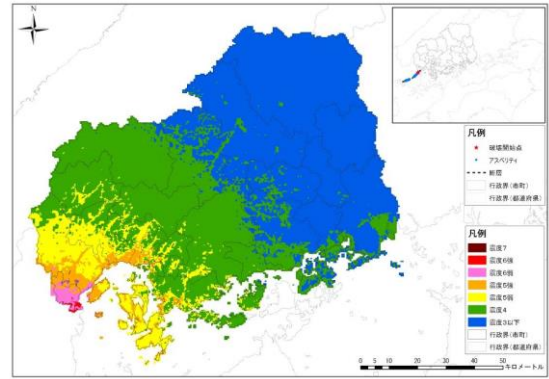 N
凡例
破壊開始点
アスペリティ
断層
行政界(市町)
行政界(都道府県)
凡例
震度7
震度6強
震度6弱
震度5強
震度5弱
震度4
震度3以下
行政界(市町)
行政界(都道府県)
0 5 10 20 30 40 50
キロメートル